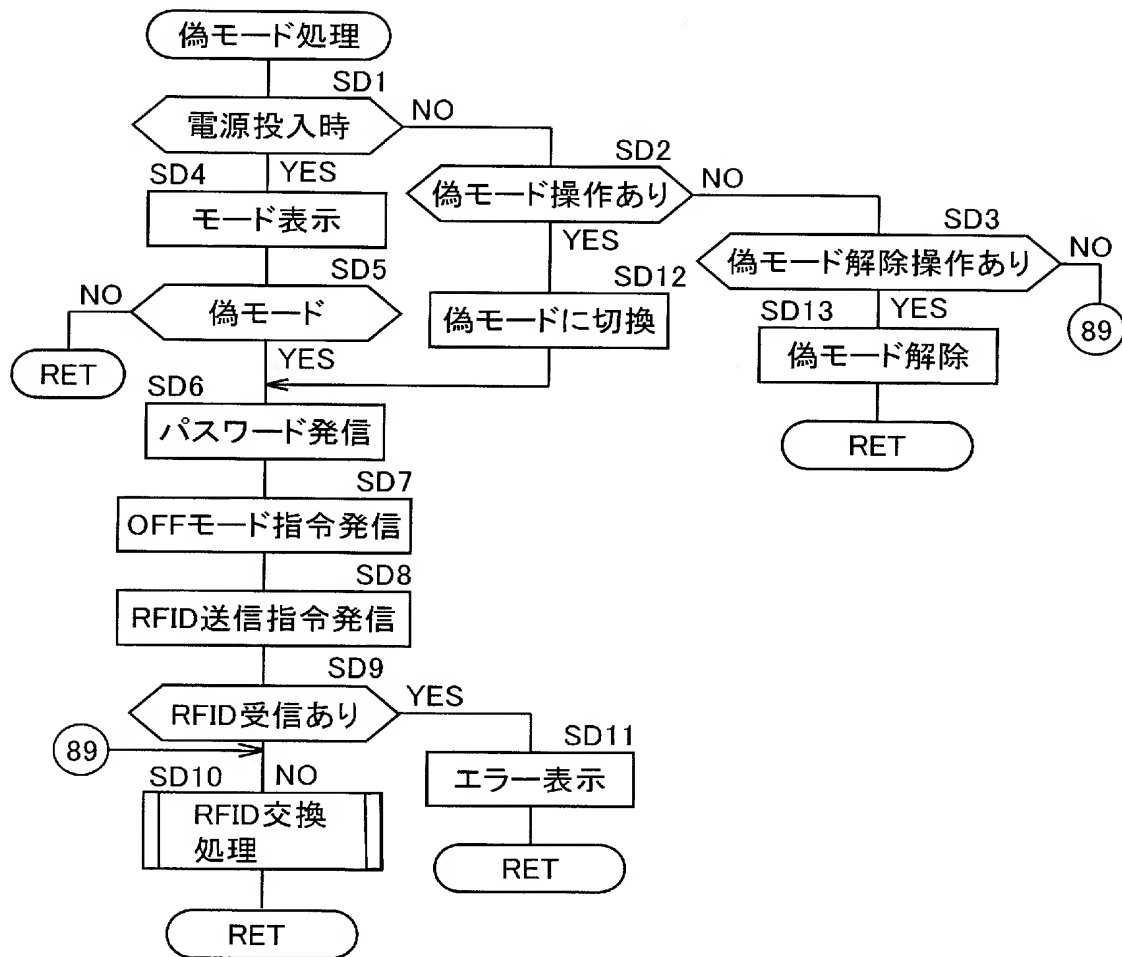 偽モード処理
SD1
電源投入時
NO
SD2
SD4
YES
偽モード操作あり
NO
モード表示
SD3
YES
偽モード解除操作あり
NO
SD5
SD12
NO
偽モード
偽モードに切換
SD13
YES
89
RET
YES
偽モード解除
SD6
パスワード発信
RET
SD7
OFFモード指令発信
SD8
RFID送信指令発信
SD9
RFID受信あり
YES
89
SD11
SD10
NO
エラー表示
RFID交換
処理
RET
RET